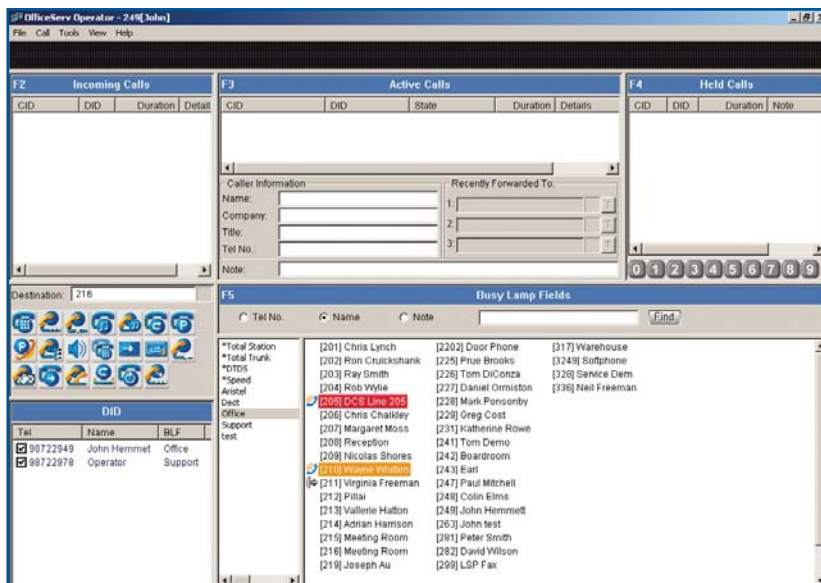 OfficeServ Operator - 249[John]
File Call Tools View Help
F2 Incoming Calls
CID DID Duration Detail
F3 Active Calls
CID DID State Duration Details
F4 Held Calls
CID DID Duration Note
Caller Information
Name:
Company:
Title:
Tel No.:
Note:
Recently Forwarded To.
1: T
2: T
3: T
0 1 2 3 4 5 6 7 8 9
Destination: 216
DID
Tel Name BLF
98722949 John Hemmet Office
98722978 Operator Support
F5 Busy Lamp Fields
Tel No. Name Note Find
*Total Station
*Total Trunk
*DTDS
*Speed
Aristel
Dect
Office
Support
test
[201] Chris Lynch
[202] Ron Cruickshank
[203] Ray Smith
[204] Rob Wylie
[205] DCS Line 205
[206] Chris Chalkley
[207] Margaret Moss
[208] Reception
[209] Nicolas Shores
[210] Wayne Whitten
[211] Virginia Freeman
[212] Pillai
[213] Vallerie Hatton
[214] Adrian Harrison
[215] Meeting Room
[216] Meeting Room
[219] Joseph Au
[2202] Door Phone
[225] Prue Brooks
[226] Tom DiConza
[227] Daniel Ormiston
[228] Mark Ponsonby
[229] Greg Cost
[231] Katherine Rowe
[241] Tom Demo
[242] Boardroom
[243] Earl
[247] Paul Mitchell
[248] Colin Elms
[249] John Hemmett
[263] John test
[281] Peter Smith
[282] David Wilson
[299] LSP Fax
[317] Warehouse
[3249] Softphone
[328] Service Dem
[336] Neil Freeman